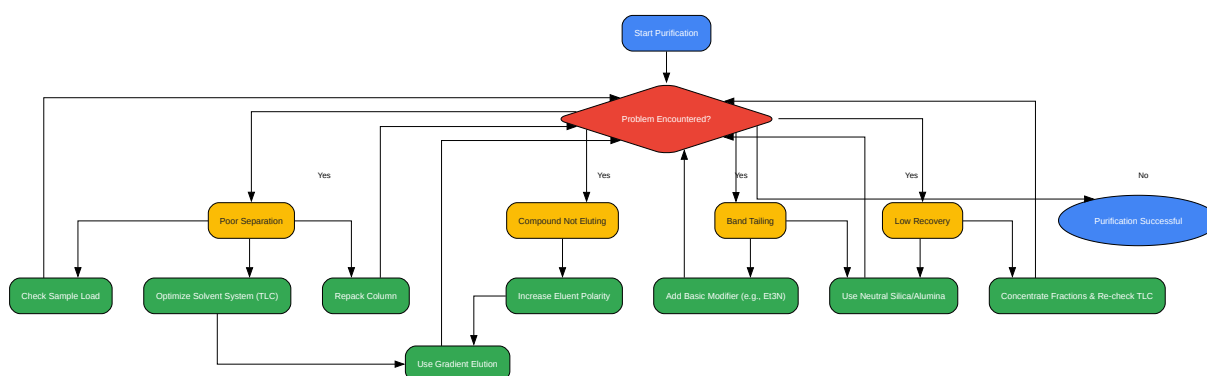 Start Purification
Problem Encountered?
Yes
Yes
Yes
Yes
No
Poor Separation
Compound Not Eluting
Band Tailing
Low Recovery
Purification Successful
Check Sample Load
Optimize Solvent System (TLC)
Repack Column
Increase Eluent Polarity
Add Basic Modifier (e.g., Et3N)
Use Neutral Silica/Alumina
Concentrate Fractions & Re-check TLC
Use Gradient Elution